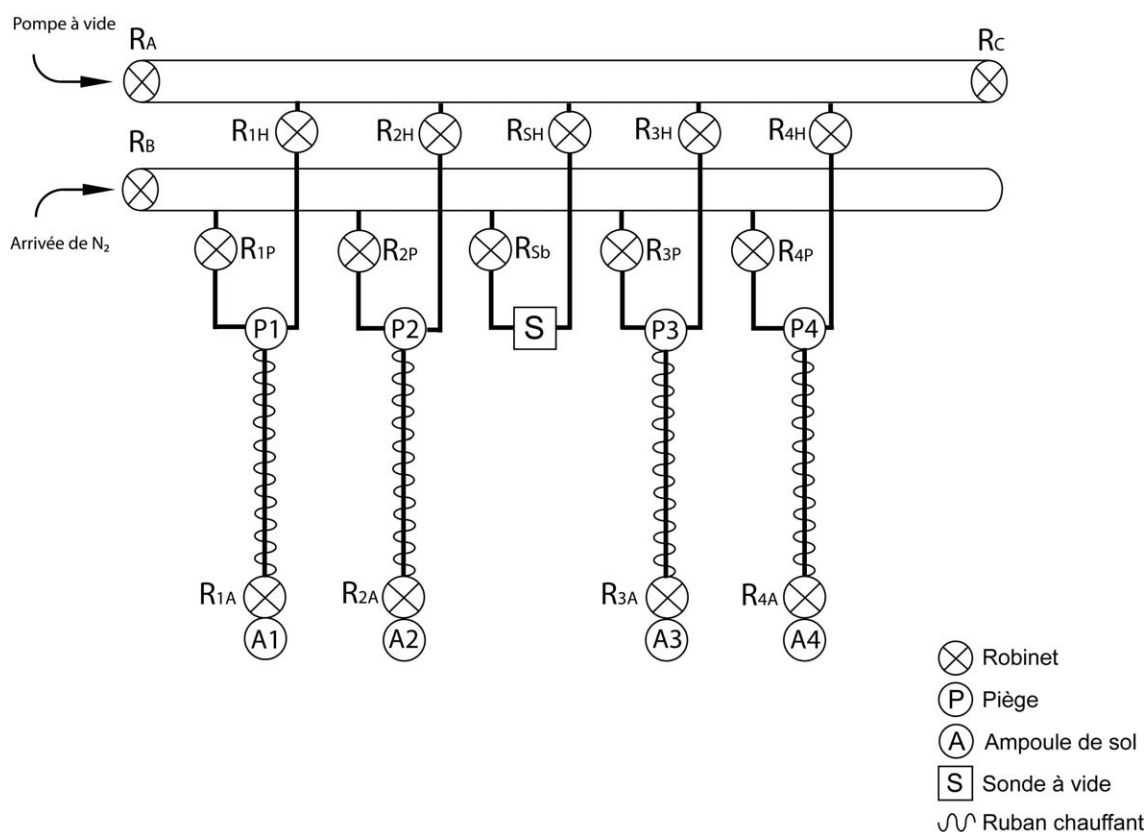 Pompe à vide
RA
RC
R1H
R2H
RSH
R3H
R4H
RB
Arrivée de N₂
R1P
R2P
RSb
R3P
R4P
P1
P2
S
P3
P4
R1A
R2A
R3A
R4A
A1
A2
A3
A4
Robinet
P Piège
A Ampoule de sol
S Sonde à vide
Ruban chauffant